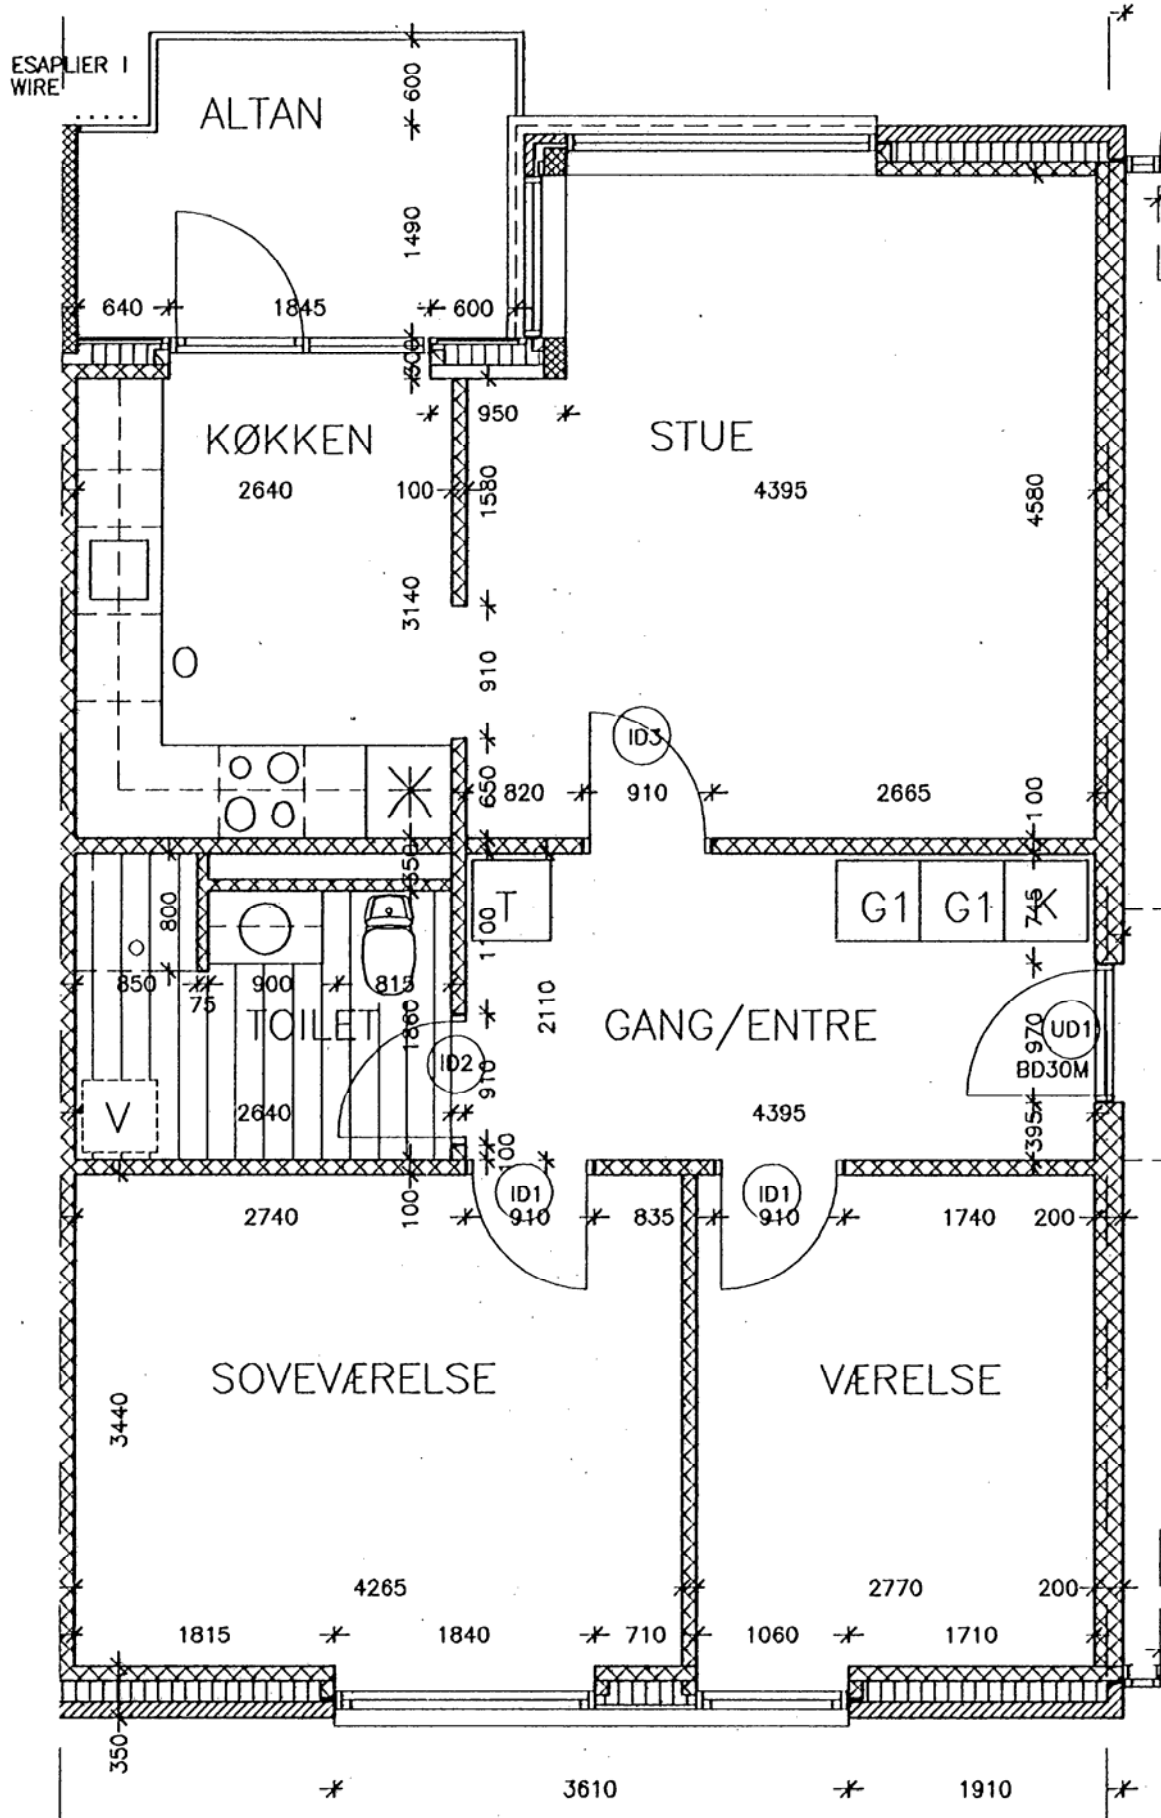 ESAPLIER I
WIRE
ALTAN
600
1490
640
1845
600
300
950
KØKKEN
STUE
2640
100
1580
4395
4580
3140
910
ID3
650
820
910
2665
100
350
T
G1
G1
K
745
800
1100
850
75
900
815
TOILET
1860
2110
GANG/ENTRE
970
UD1
BD30M
ID2
910
V
2640
4395
395
100
100
ID1
ID1
2740
910
835
910
1740
200
SOVEVÆRELSE
VÆRELSE
3440
4265
2770
200
1815
1840
710
1060
1710
350
3610
1910